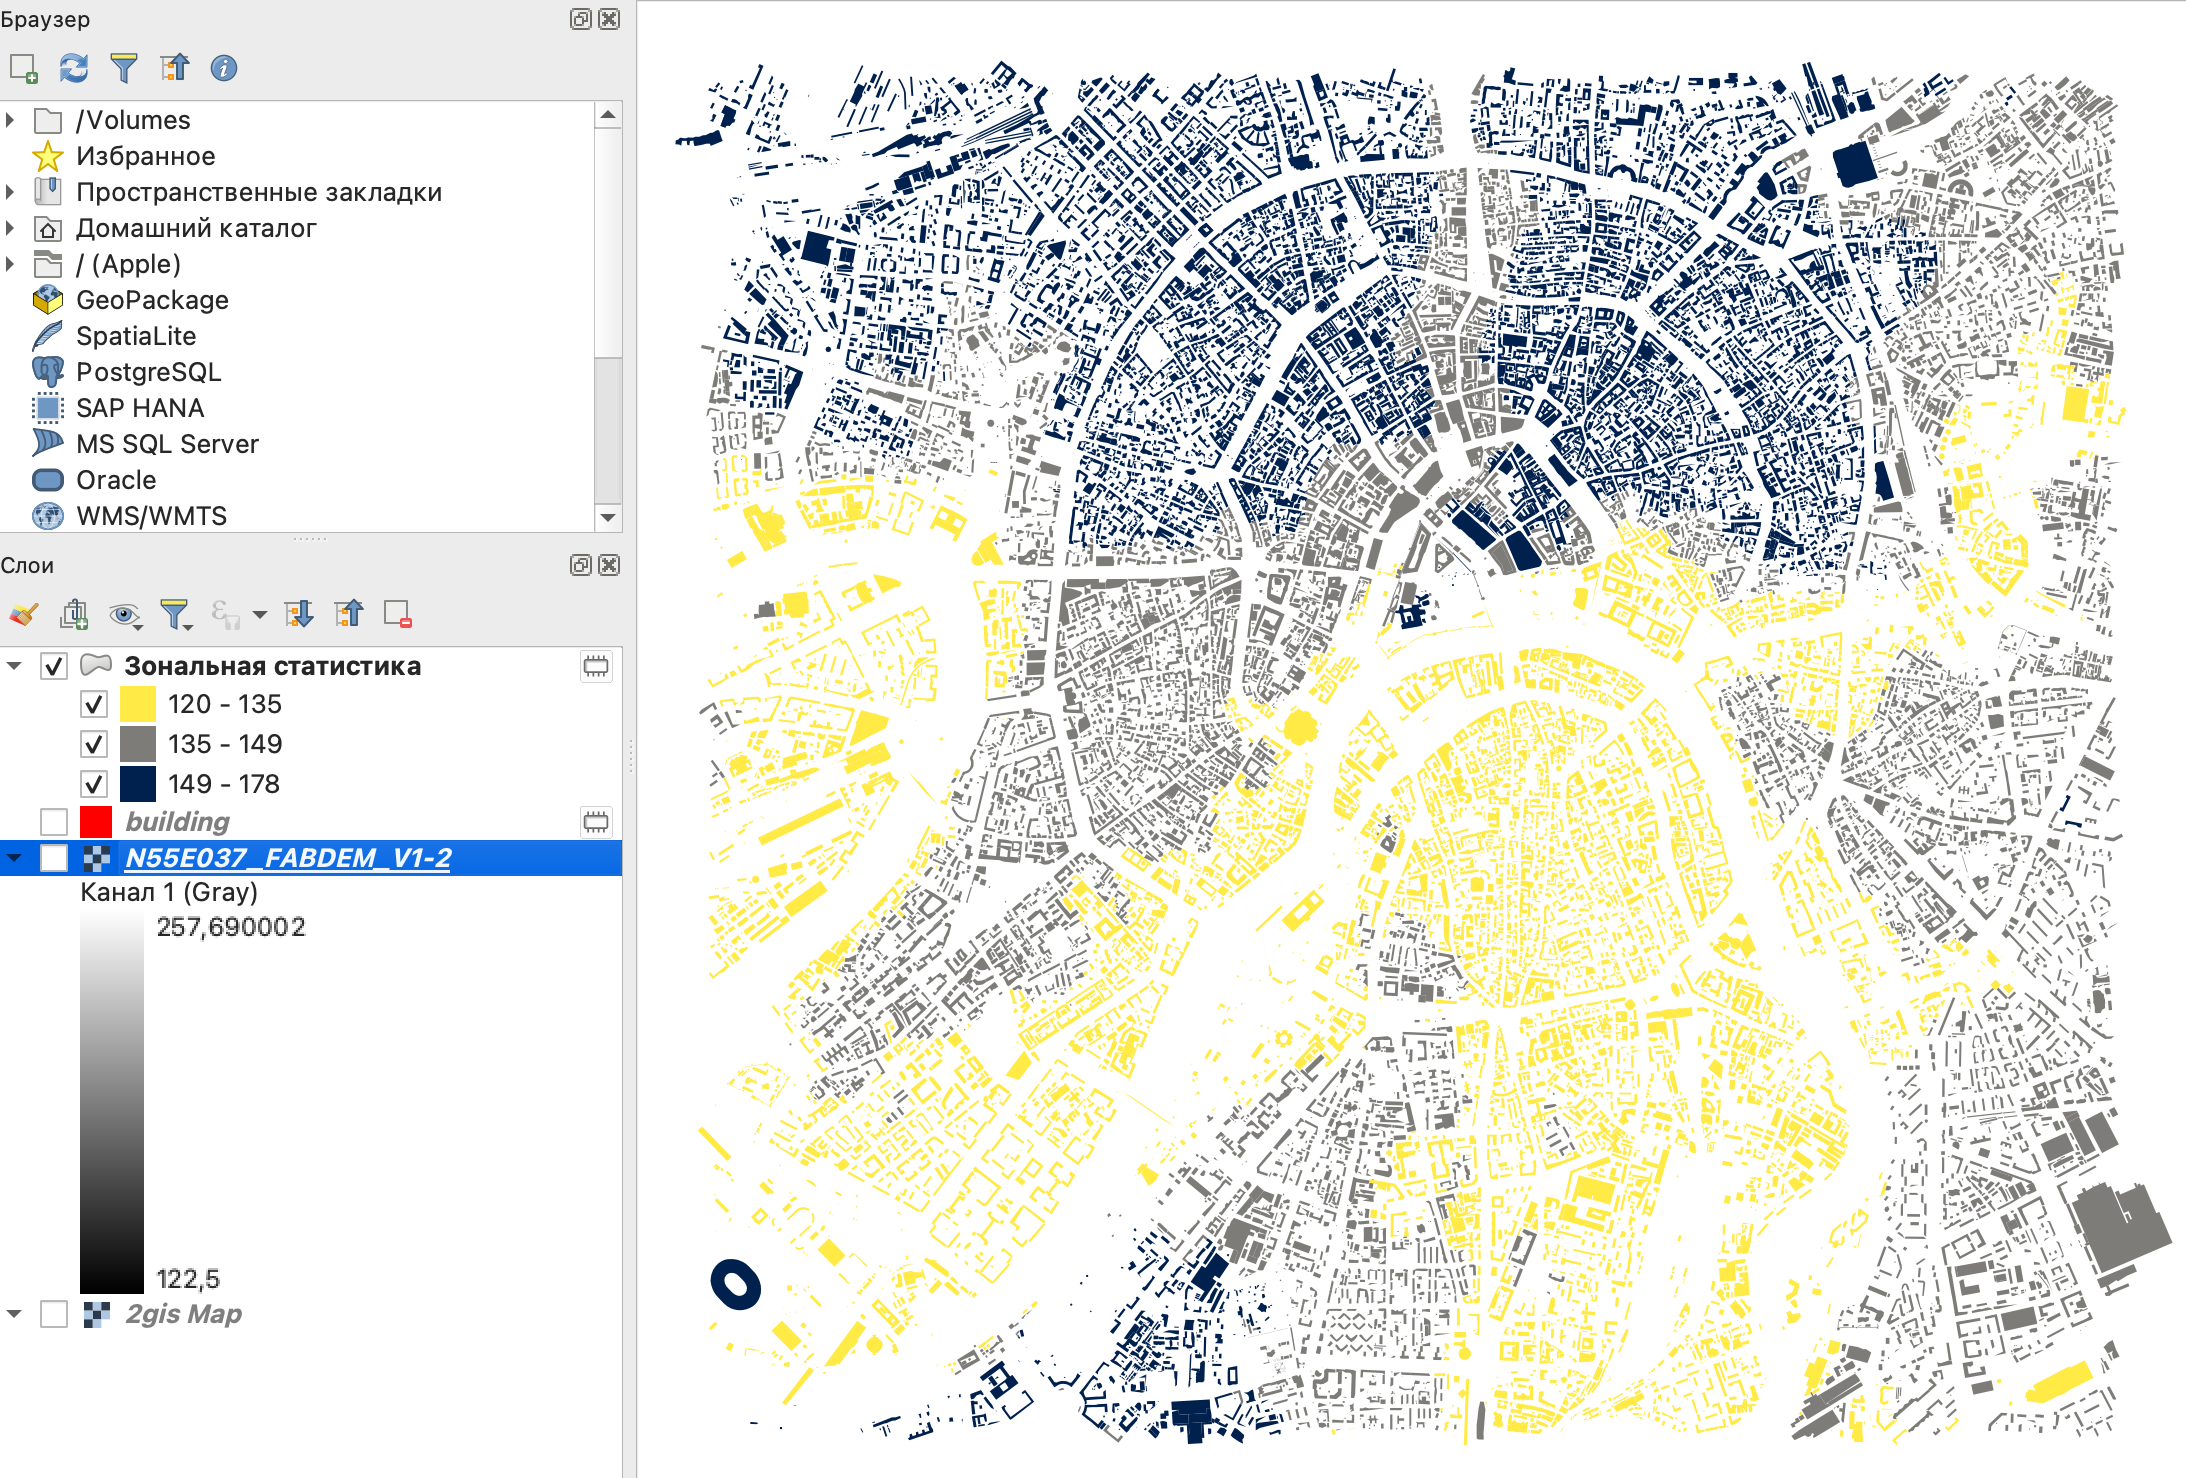 Браузер
/Volumes
Избранное
Пространственные закладки
Домашний каталог
/ (Apple)
GeoPackage
SpatiaLite
PostgreSQL
SAP HANA
MS SQL Server
Oracle
WMS/WMTS
Слои
Зональная статистика
120 - 135
135 - 149
149 - 178
building
N55E037_FABDEM_V1-2
Канал 1 (Gray)
257,690002
122,5
2gis Map